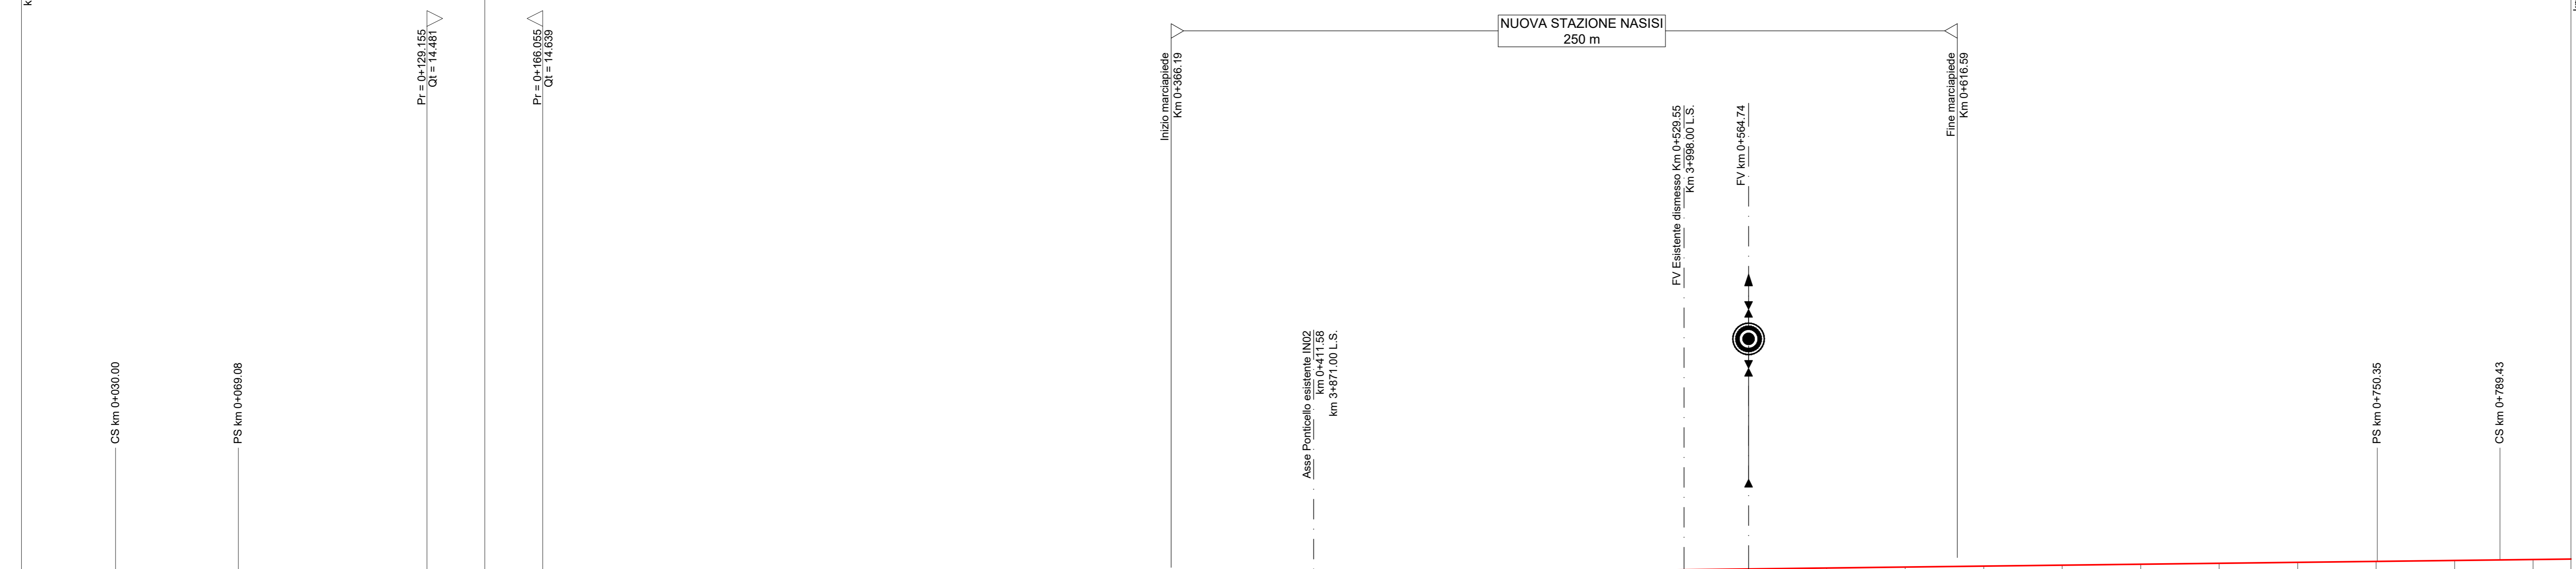 k
Pr = 0+129.155
Qt = 14.481
Pr = 0+166.055
Qt = 14.639
NUOVA STAZIONE NASISI
250 m
Inizio marciapiede
Km 0+366.19
Fine marciapiede
Km 0+616.59
FV Esistente dismesso Km 0+529.55
Km 3+998.00 L.S.
FV km 0+564.74
Asse Ponticello esistente IN02
km 0+411.58
km 3+871.00 L.S.
CS km 0+030.00
PS km 0+069.08
PS km 0+750.35
CS km 0+789.43